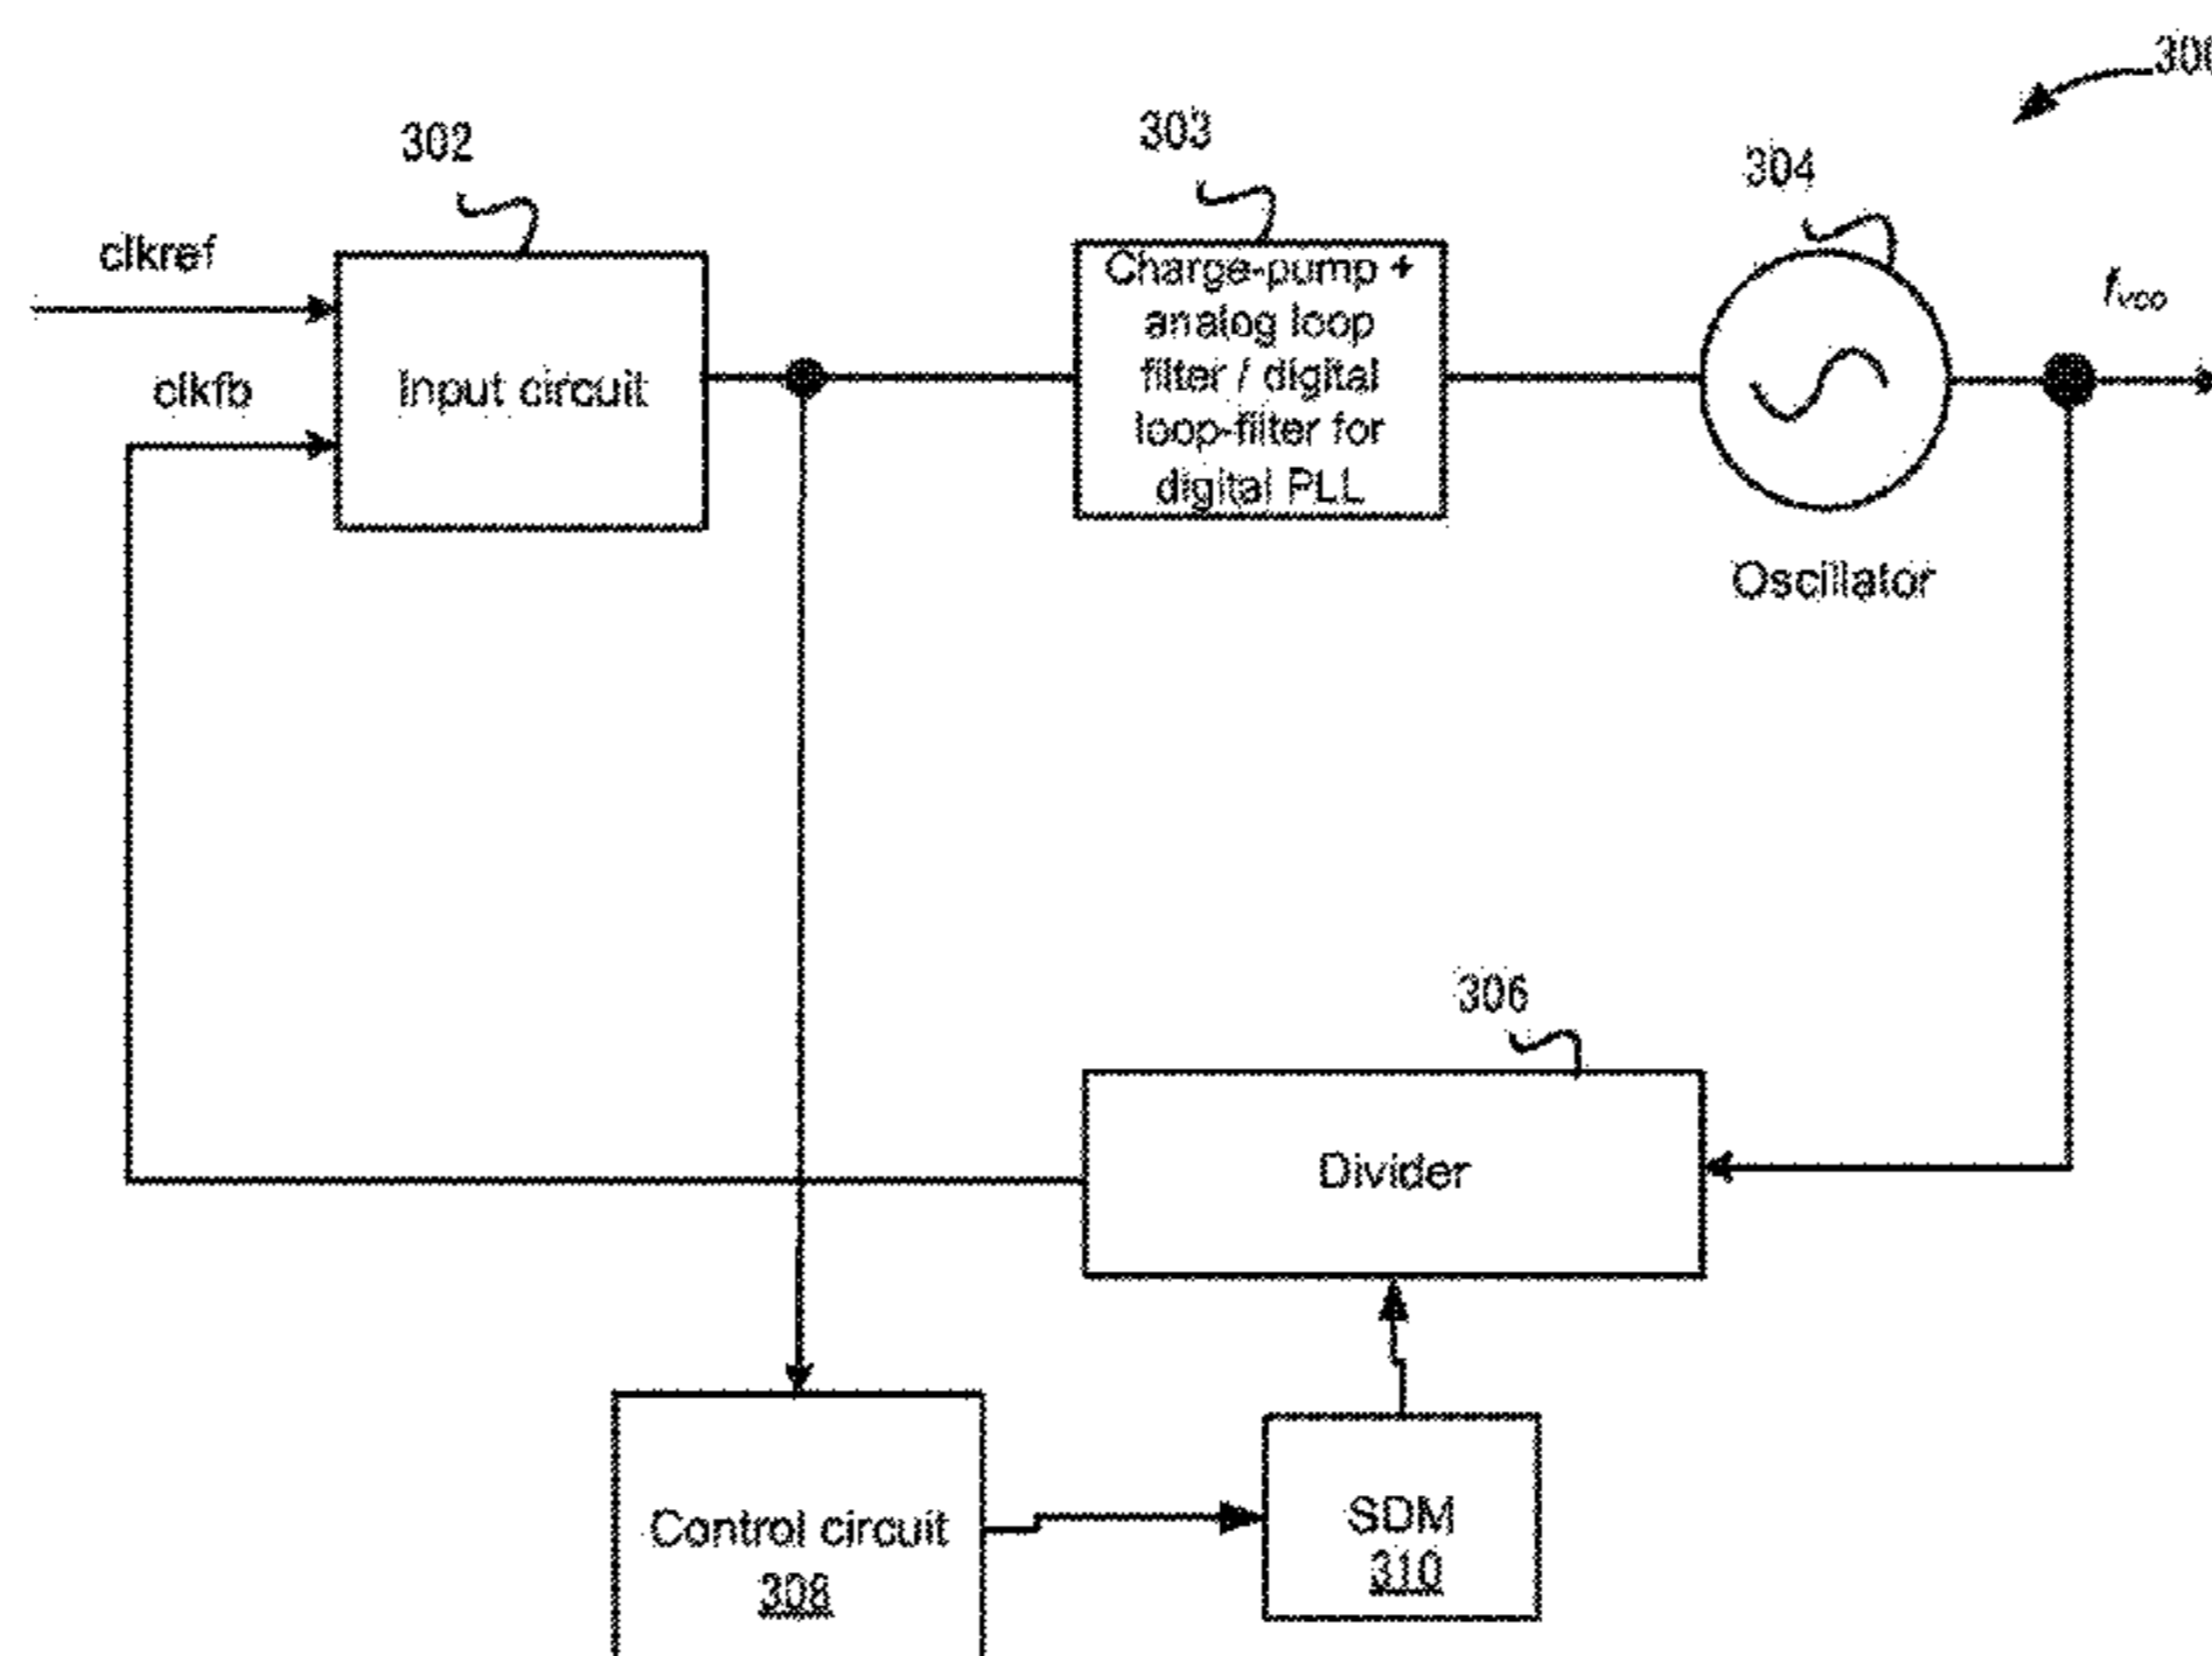 300
302
303
304
clkref
clkfb
Input circuit
Charge-pump +
analog loop
filter / digital
loop-filter for
digital PLL
fvco
Oscillator
306
Divider
Control circuit
308
SDM
310